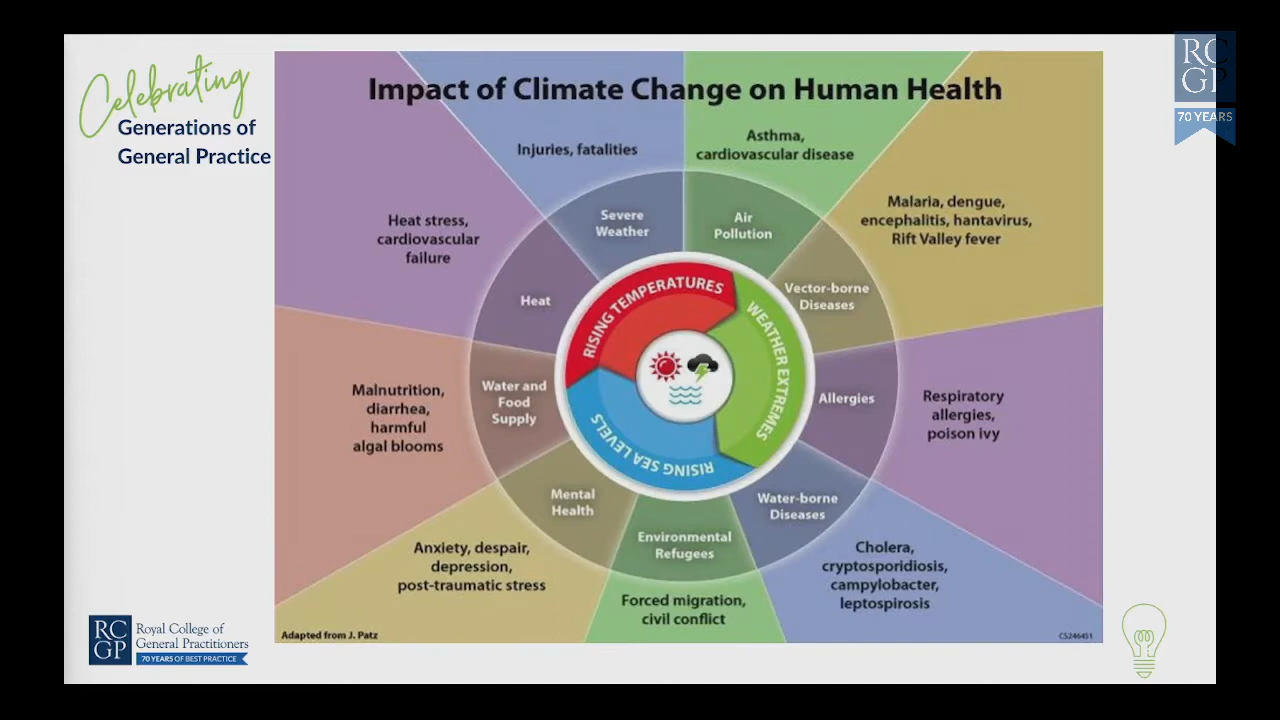 Celebrating
Generations of
General Practice
RC
GP
70 YEARS
Impact of Climate Change on Human Health
Injuries, fatalities
Asthma,
cardiovascular disease
Malaria, dengue,
encephalitis, hantavirus,
Rift Valley fever
Heat stress,
cardiovascular
failure
Severe
Weather
Air
Pollution
Heat
Vector-borne
Diseases
RISING TEMPERATURES
WEATHER EXTREMES
RISING SEA LEVELS
Water and
Food
Supply
Allergies
Malnutrition,
diarrhea,
harmful
algal blooms
Respiratory
allergies,
poison ivy
Mental
Health
Water-borne
Diseases
Environmental
Refugees
Anxiety, despair,
depression,
post-traumatic stress
Cholera,
cryptosporidiosis,
campylobacter,
leptospirosis
Forced migration,
civil conflict
Adapted from J. Patz
CS246451
RC
GP
Royal College of
General Practitioners
70 YEARS OF BEST PRACTICE